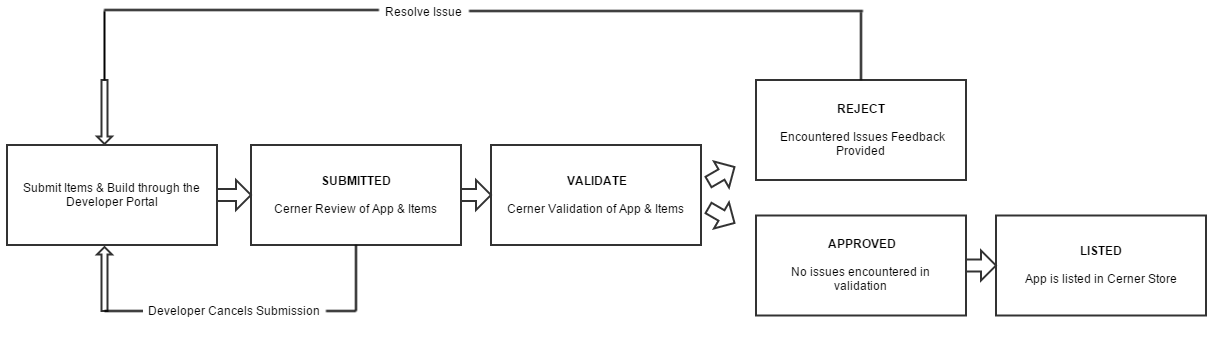 Resolve Issue
REJECT
Encountered Issues Feedback
Provided
Submit Items & Build through the
Developer Portal
SUBMITTED
Cerner Review of App & Items
VALIDATE
Cerner Validation of App & Items
APPROVED
No issues encountered in
validation
LISTED
App is listed in Cerner Store
Developer Cancels Submission